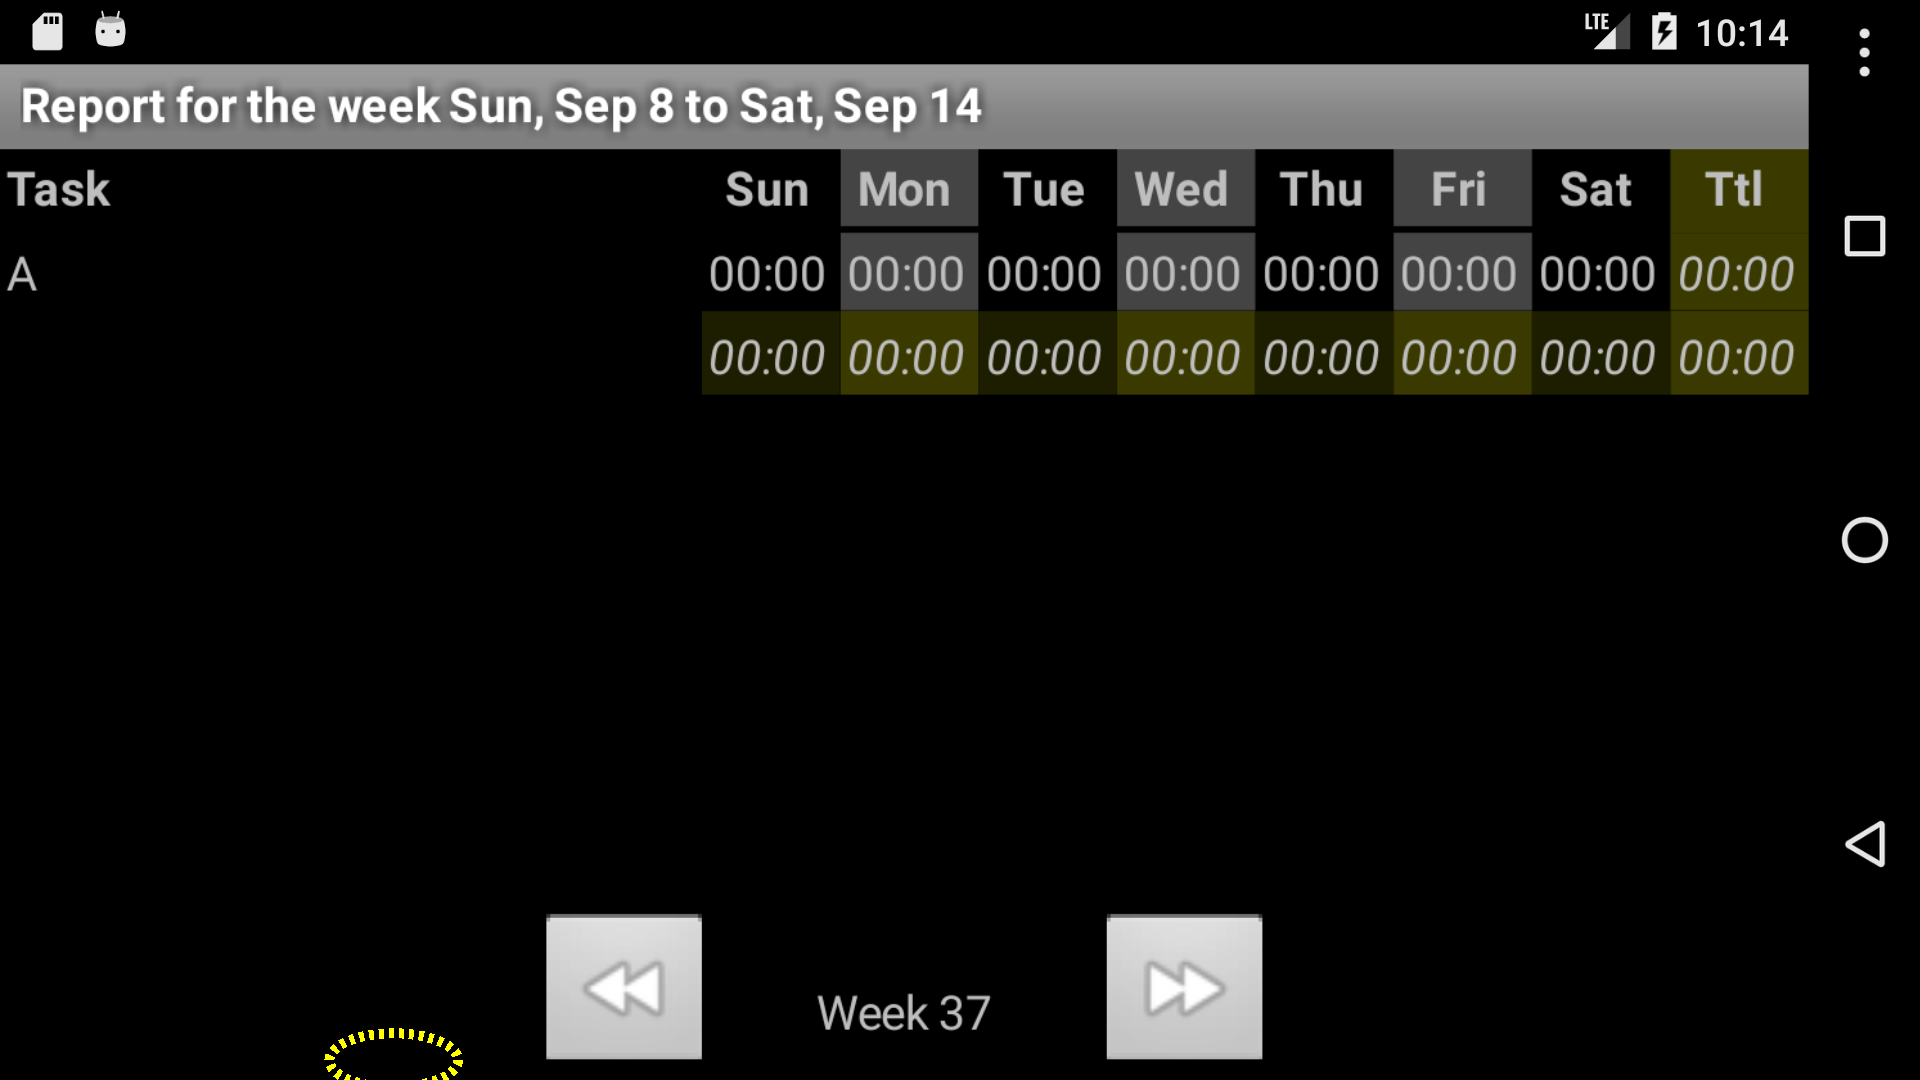 LTE 10:14
Report for the week Sun, Sep 8 to Sat, Sep 14
Task Sun Mon Tue Wed Thu Fri Sat Ttl
A 00:00 00:00 00:00 00:00 00:00 00:00 00:00 00:00
00:00 00:00 00:00 00:00 00:00 00:00 00:00 00:00
Week 37